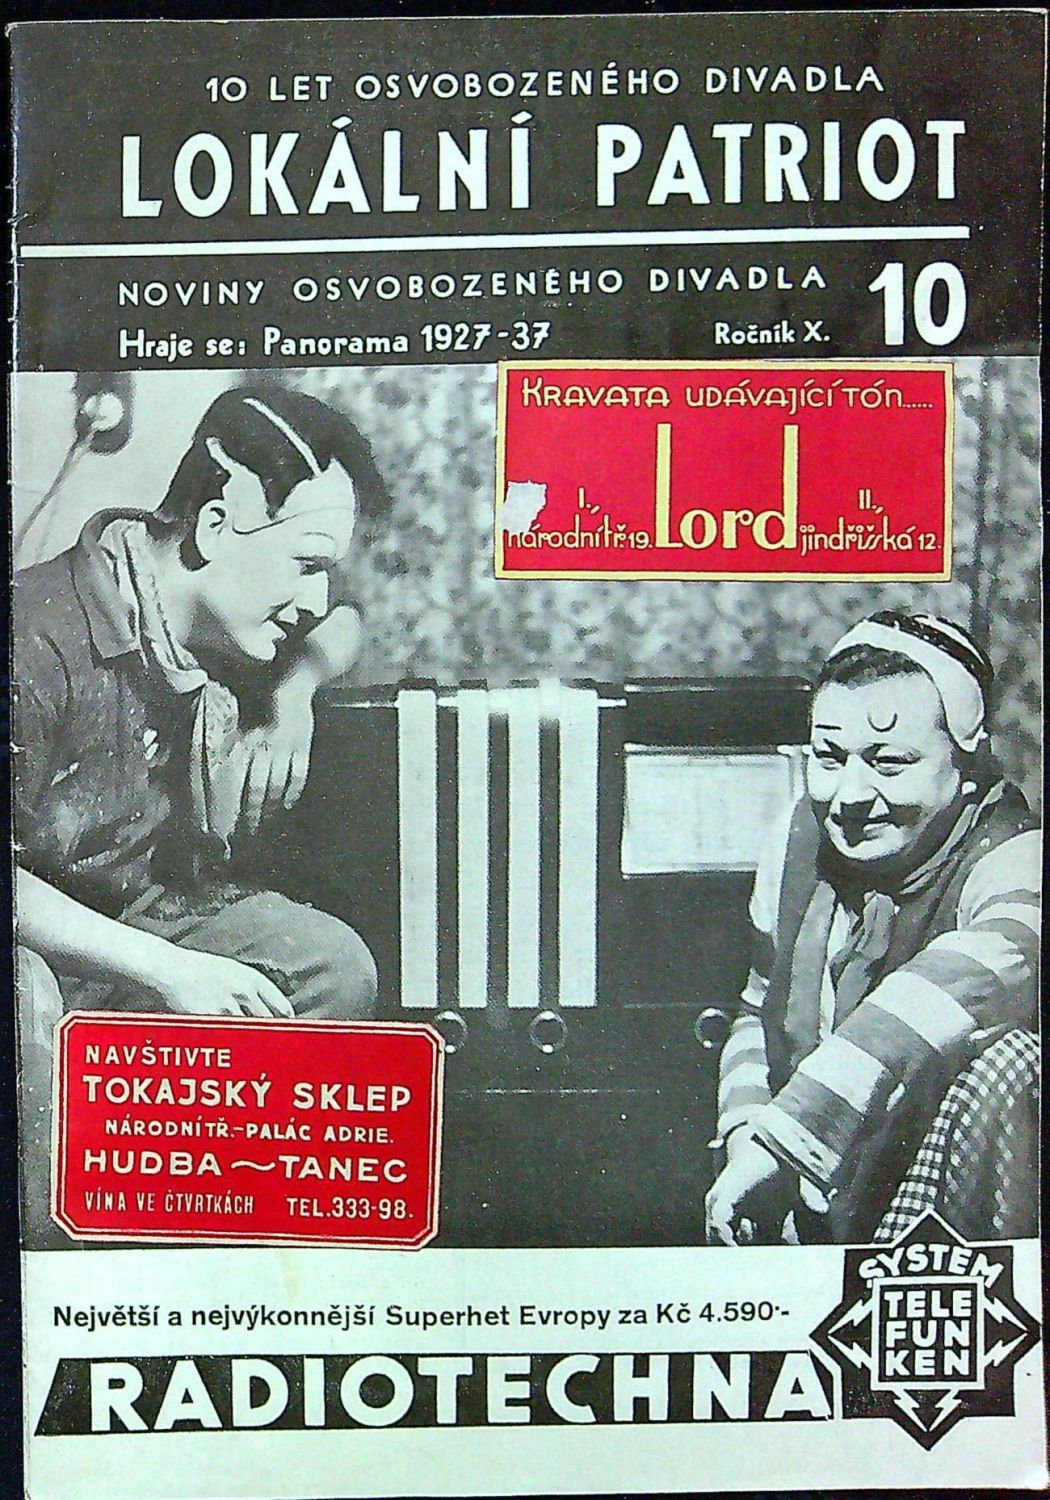 10 LET OSVOBOZENÉHO DIVADLA
LOKÁLNÍ PATRIOT
NOVINY OSVOBOZENÉHO DIVADLA 10
Hraje se: Panorama 1927-37 Ročník X.
KRAVATA UDÁVAJÍCÍ TÓN......
I., II.,
národní tř. 19. Lord jindřišská 12.
NAVŠTIVTE
TOKAJSKÝ SKLEP
NÁRODNÍ TŘ.-PALÁC ADRIE.
HUDBA ~ TANEC
VÍNA VE ČTVRTKÁCH TEL. 333-98.
SYSTEM
TELE
FUN
KEN
Největší a nejvýkonnější Superhet Evropy za Kč 4.590·-
RADIOTECHNA